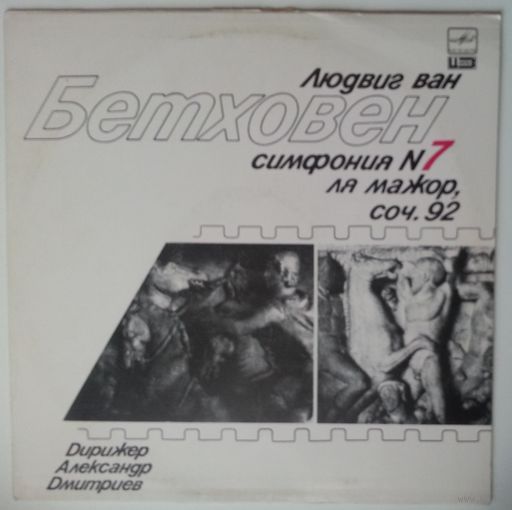 Людвиг ван
Бетховен
симфония N7
ля мажор,
соч. 92
Дирижер
Александр
Дмитриев